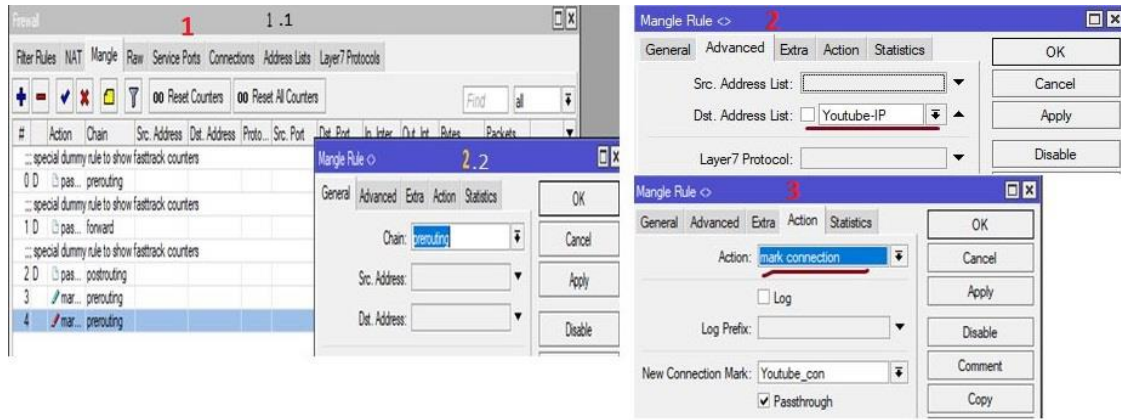 Firewall
1
1.1
Filter Rules NAT Mangle Raw Service Ports Connections Address Lists Layer7 Protocols
00 Reset Counters 00 Reset All Counters Find all
# Action Chain Src. Address Dst. Address Proto... Src. Port Dst. Port In. Inter... Out. Int... Bytes Packets
::: special dummy rule to show fasttrack counters
0 D pas... prerouting
::: special dummy rule to show fasttrack counters
1 D pas... forward
::: special dummy rule to show fasttrack counters
2 D pas... postrouting
3 mar... prerouting
4 mar... prerouting
Mangle Rule <> 2.2
General Advanced Extra Action Statistics
Chain: prerouting
Src. Address:
Dst. Address:
OK
Cancel
Apply
Disable
Mangle Rule <> 2
General Advanced Extra Action Statistics
Src. Address List:
Dst. Address List: Youtube-IP
Layer7 Protocol:
OK
Cancel
Apply
Disable
Mangle Rule <> 3
General Advanced Extra Action Statistics
Action: mark connection
Log
Log Prefix:
New Connection Mark: Youtube_con
Passthrough
OK
Cancel
Apply
Disable
Comment
Copy